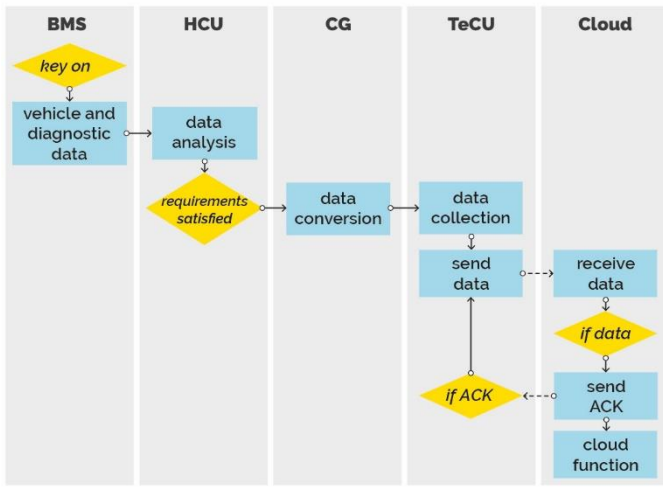 BMS
HCU
CG
TeCU
Cloud
key on
vehicle and
diagnostic
data
data
analysis
requirements
satisfied
data
conversion
data
collection
send
data
receive
data
if data
if ACK
send
ACK
cloud
function